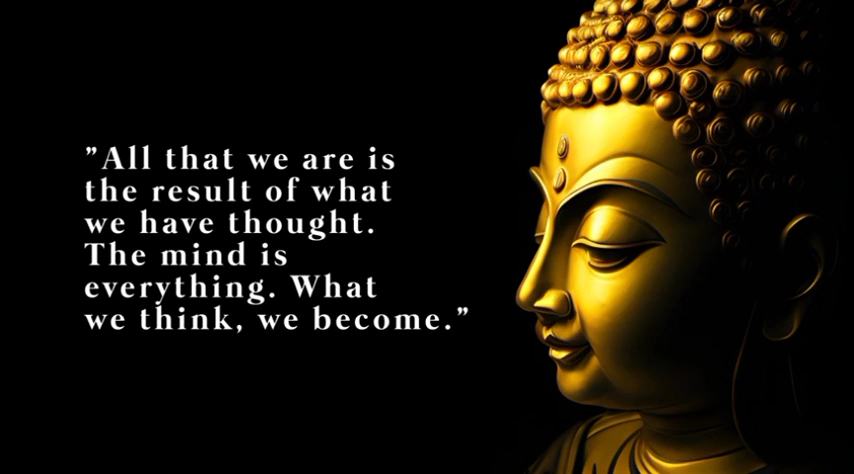 ”All that we are is
the result of what
we have thought.
The mind is
everything. What
we think, we become.”